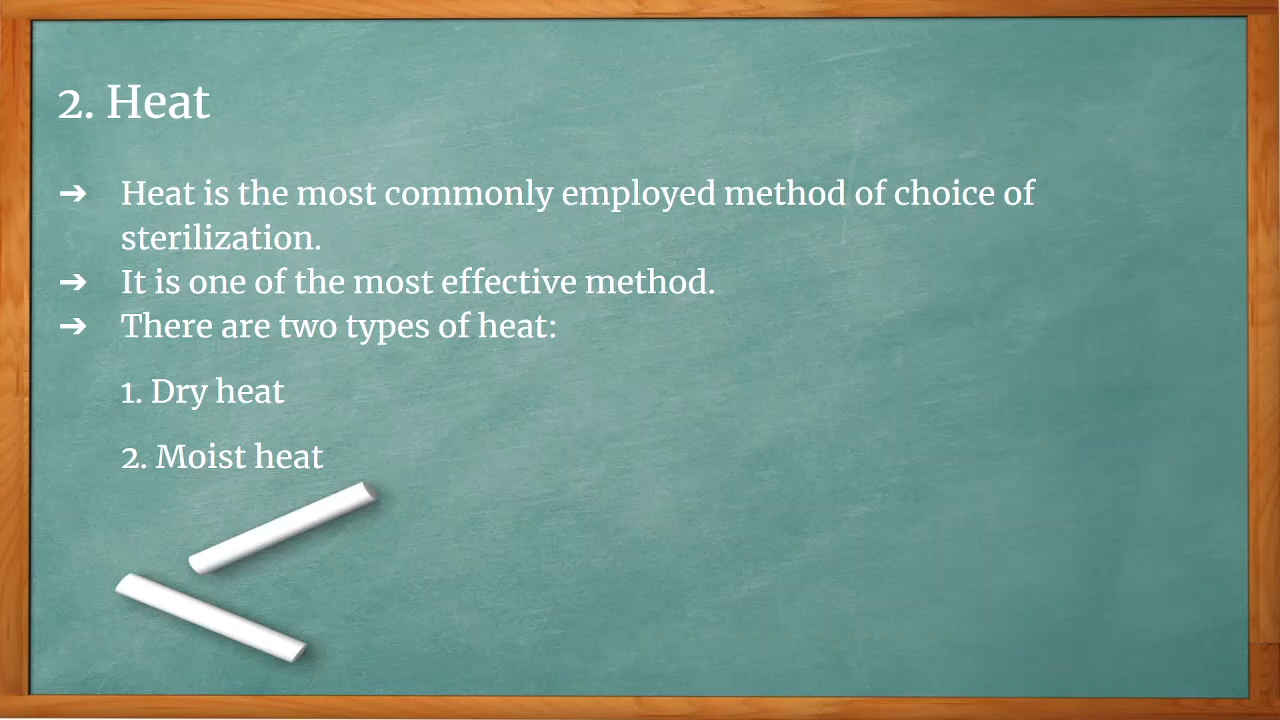 2. Heat
➔ Heat is the most commonly employed method of choice of
sterilization.
➔ It is one of the most effective method.
➔ There are two types of heat:
1. Dry heat
2. Moist heat